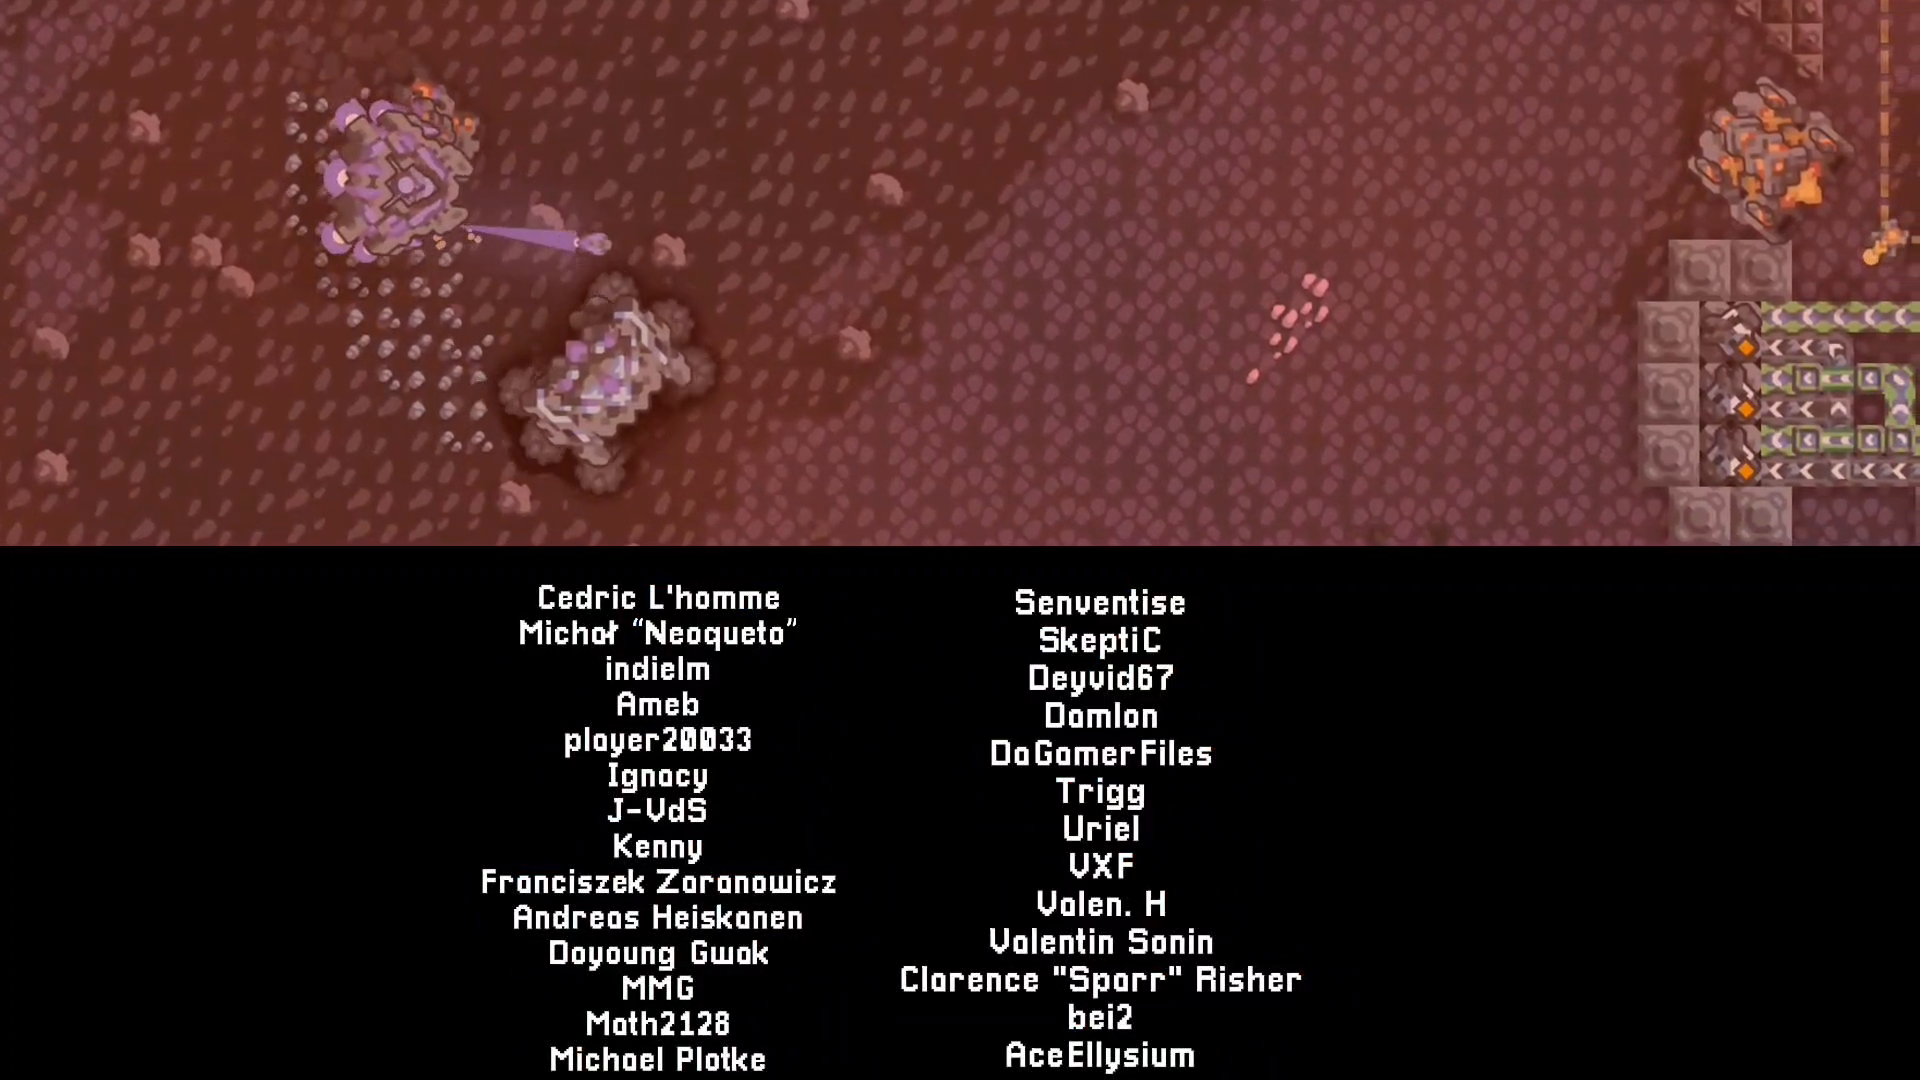 Cedric L'homme
Michał “Neoqueto”
indielm
Ameb
player20033
Ignacy
J-VdS
Kenny
Franciszek Zaranowicz
Andreas Heiskanen
Doyoung Gwak
MMG
Math2128
Michael Plotke
Senventise
SkeptiC
Deyvid67
Damlon
DaGamerFiles
Trigg
Uriel
VXF
Valen. H
Valentin Sonin
Clarence "Sparr" Risher
bei2
AceEllysium